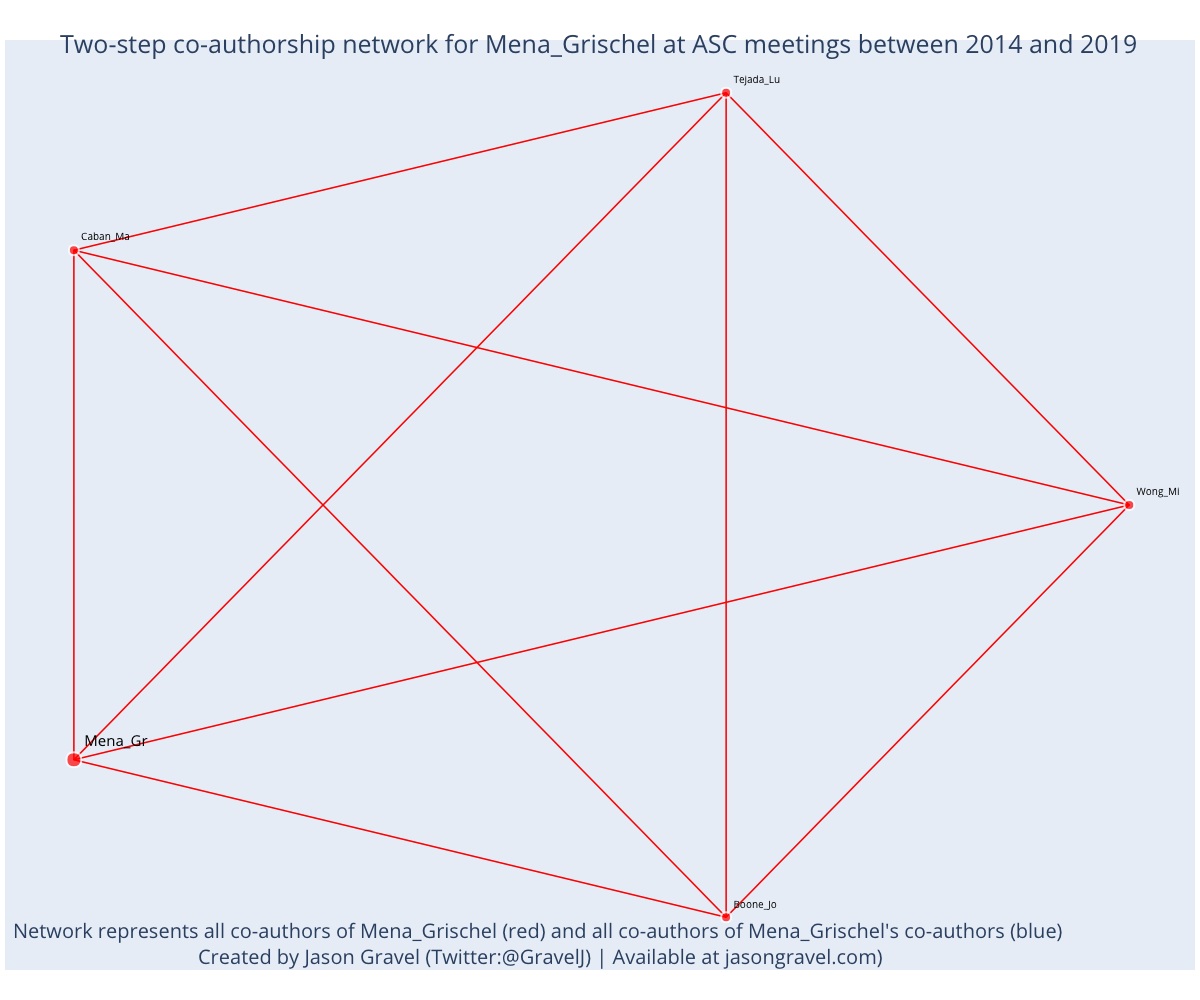 Two-step co-authorship network for Mena_Grischel at ASC meetings between 2014 and 2019
Tejada_Lu
Caban_Ma
Wong_Mi
Mena_Gr
Boone_Jo
Network represents all co-authors of Mena_Grischel (red) and all co-authors of Mena_Grischel's co-authors (blue)
Created by Jason Gravel (Twitter:@GravelJ) | Available at jasongravel.com)